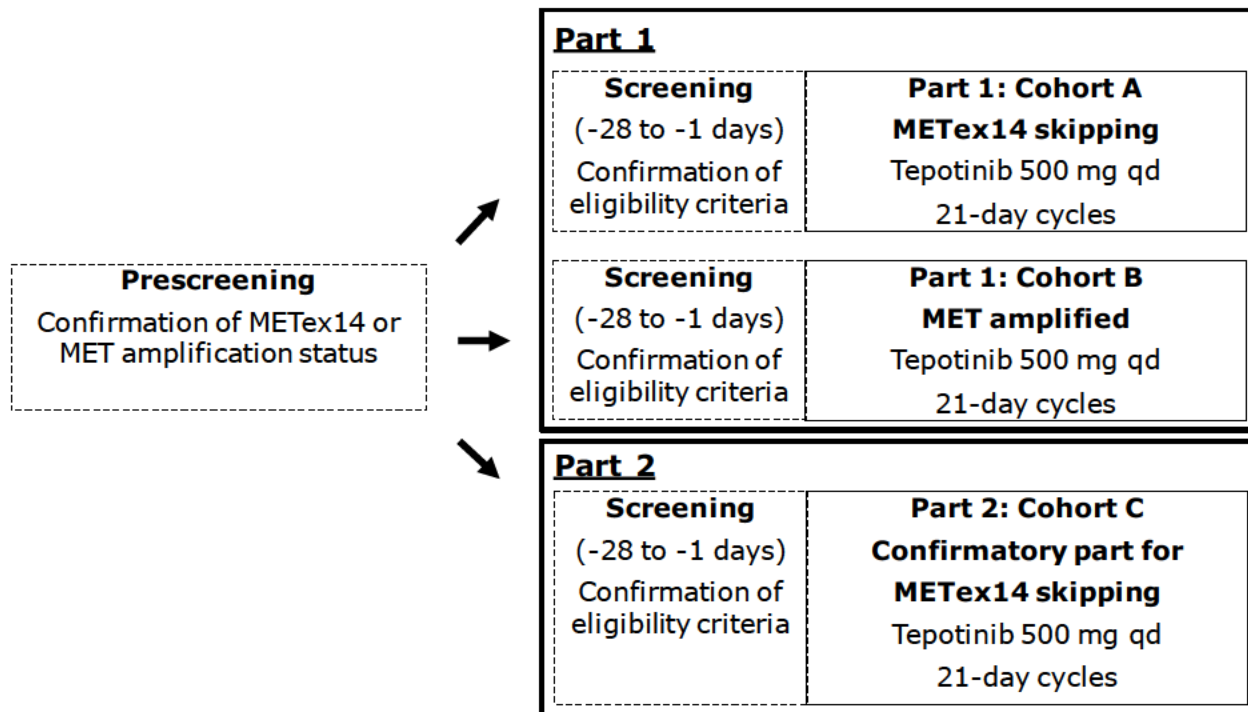 Prescreening
Confirmation of METex14 or
MET amplification status
Part 1
Screening
(-28 to -1 days)
Confirmation of
eligibility criteria
Part 1: Cohort A
METex14 skipping
Tepotinib 500 mg qd
21-day cycles
Screening
(-28 to -1 days)
Confirmation of
eligibility criteria
Part 1: Cohort B
MET amplified
Tepotinib 500 mg qd
21-day cycles
Part 2
Screening
(-28 to -1 days)
Confirmation of
eligibility criteria
Part 2: Cohort C
Confirmatory part for
METex14 skipping
Tepotinib 500 mg qd
21-day cycles